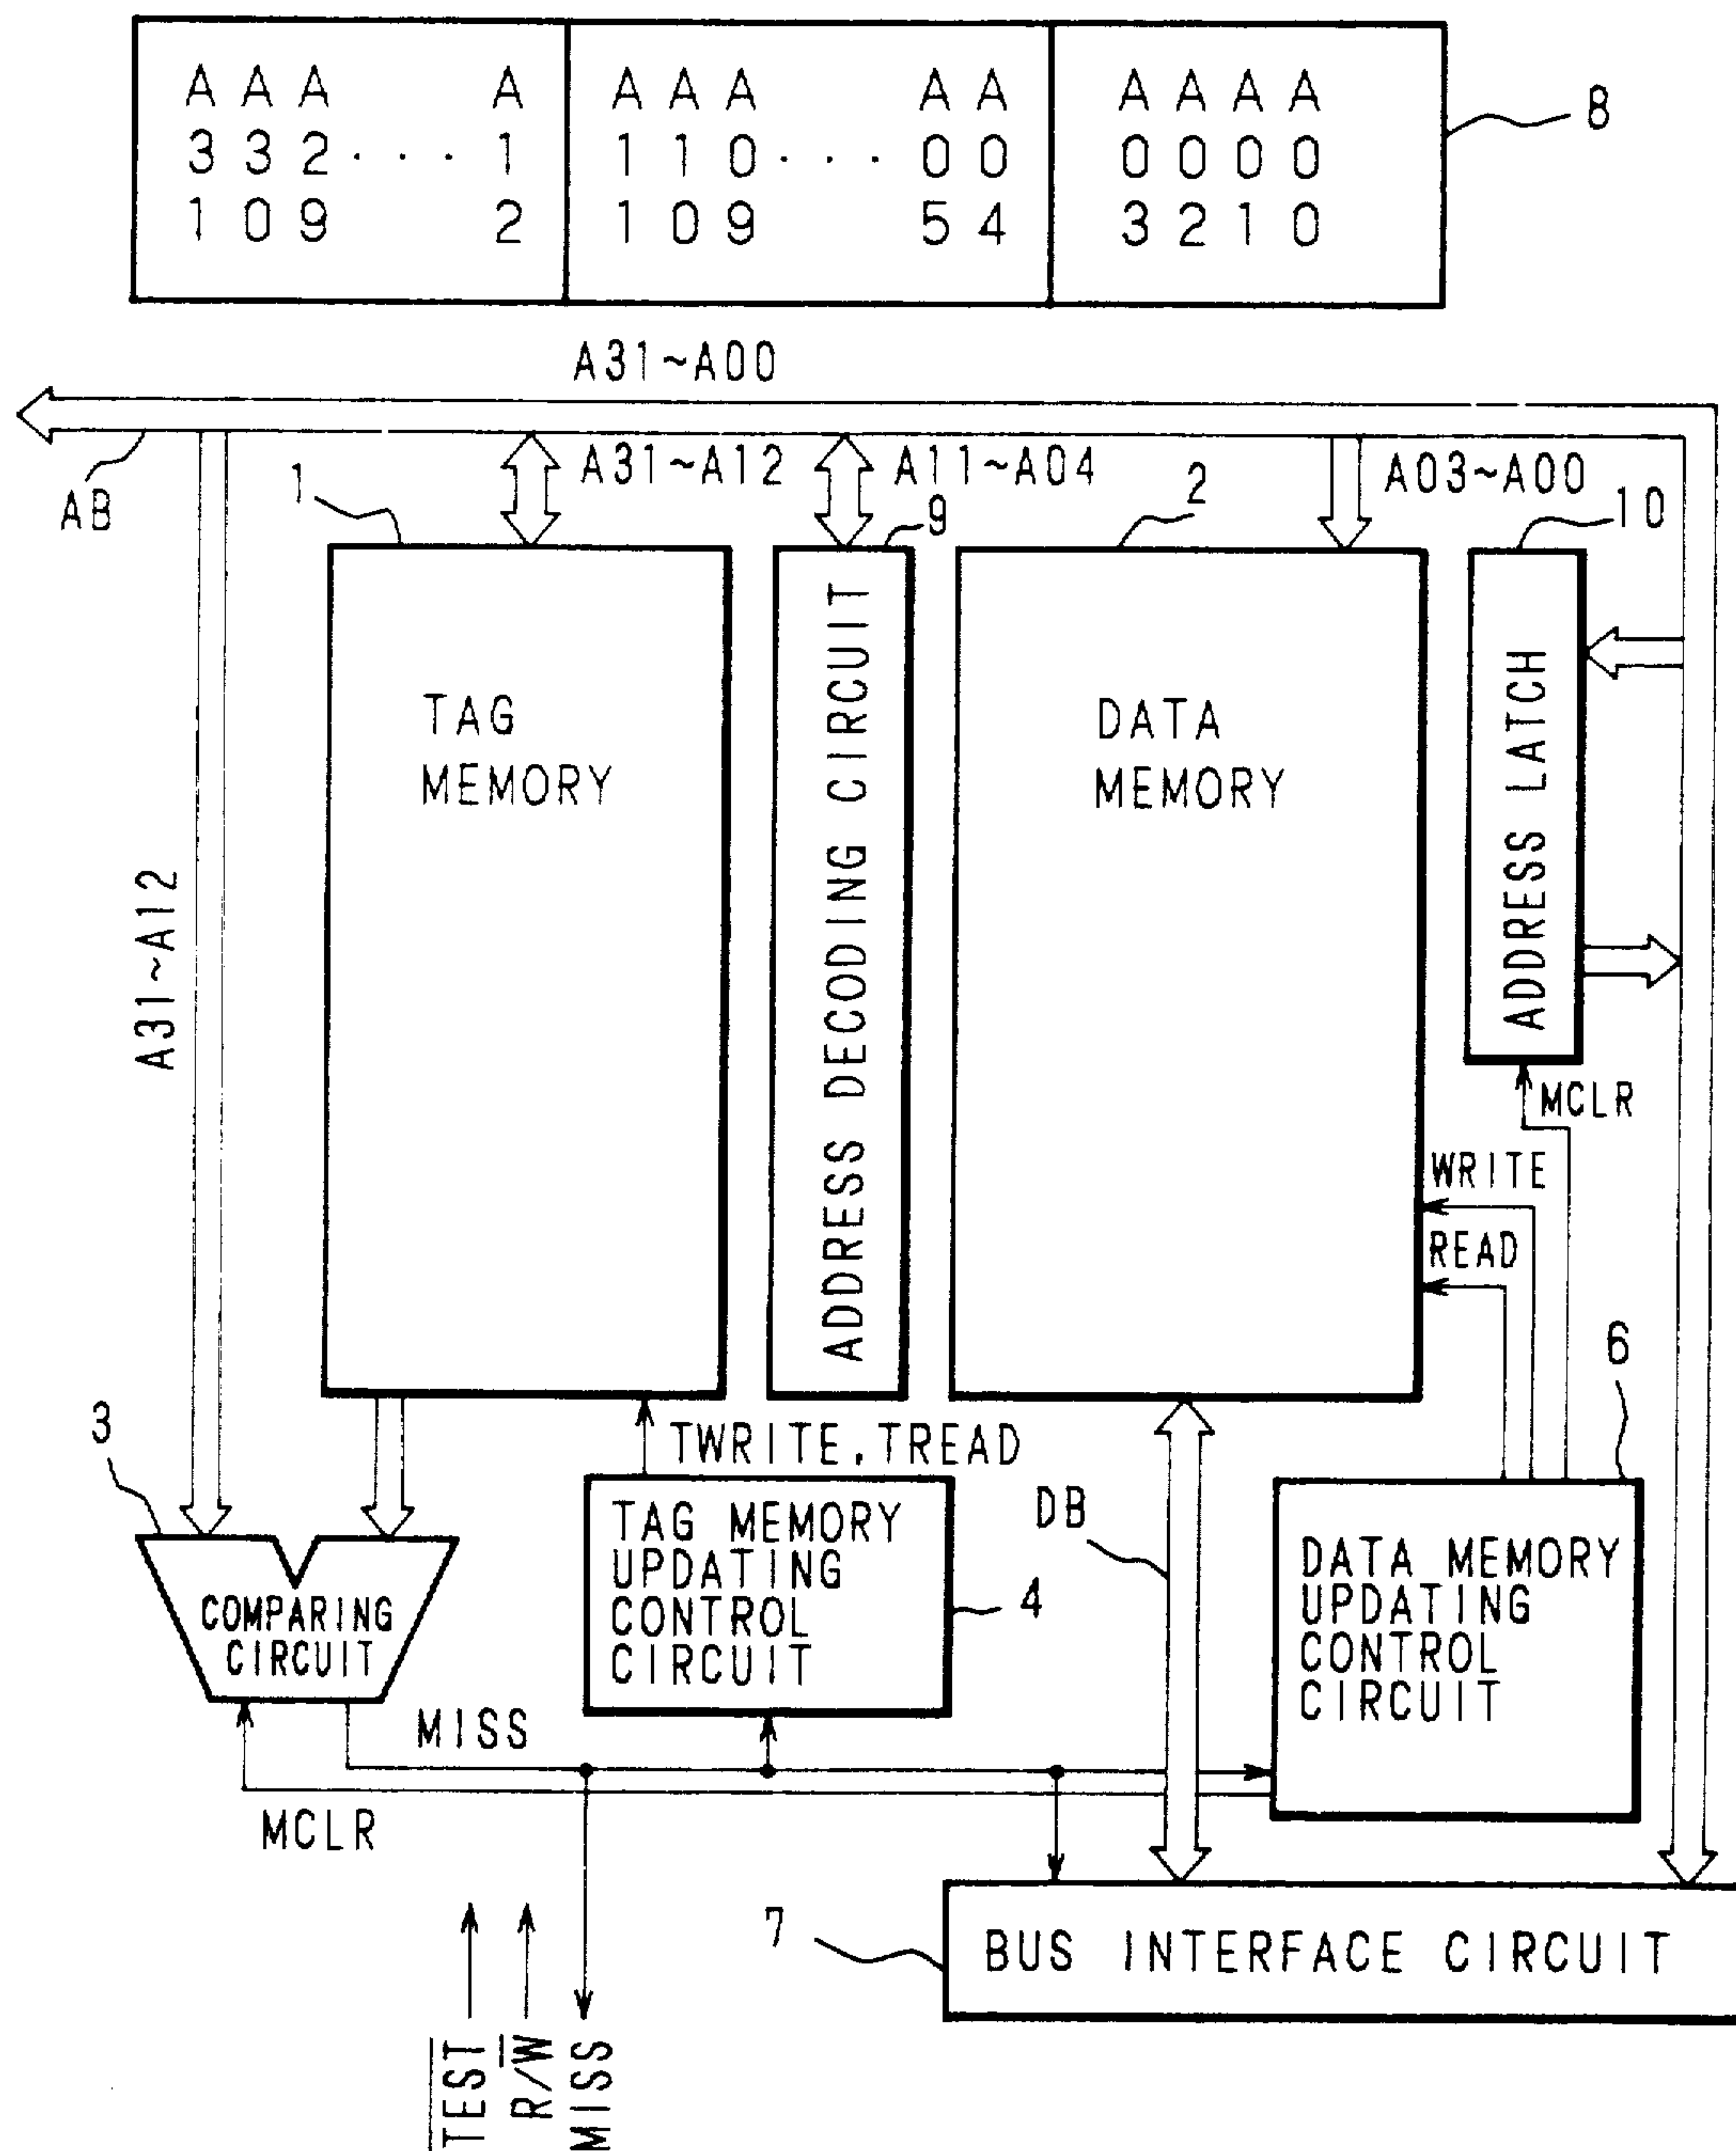 A A A A A A A A A A A A A
3 3 2 · · · 1 1 1 0 · · · 0 0 0 0 0 0
1 0 9 2 1 0 9 5 4 3 2 1 0
8
A31~A00
AB
A31~A12
A11~A04
A03~A00
1
9
2
10
TAG
MEMORY
ADDRESS DECODING CIRCUIT
DATA
MEMORY
ADDRESS LATCH
A31~A12
MCLR
WRITE
READ
6
3
TWRITE.TREAD
TAG MEMORY
UPDATING
CONTROL
CIRCUIT
4
DB
DATA MEMORY
UPDATING
CONTROL
CIRCUIT
COMPARING
CIRCUIT
MISS
MCLR
7
BUS INTERFACE CIRCUIT
T̅E̅S̅T̅
R/W̅
MISS